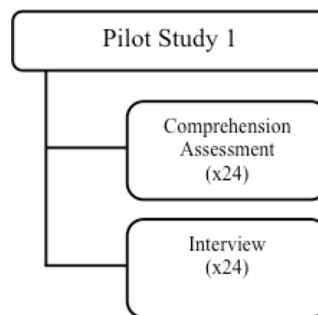 Pilot Study 1
Comprehension
Assessment
(x24)
Interview
(x24)